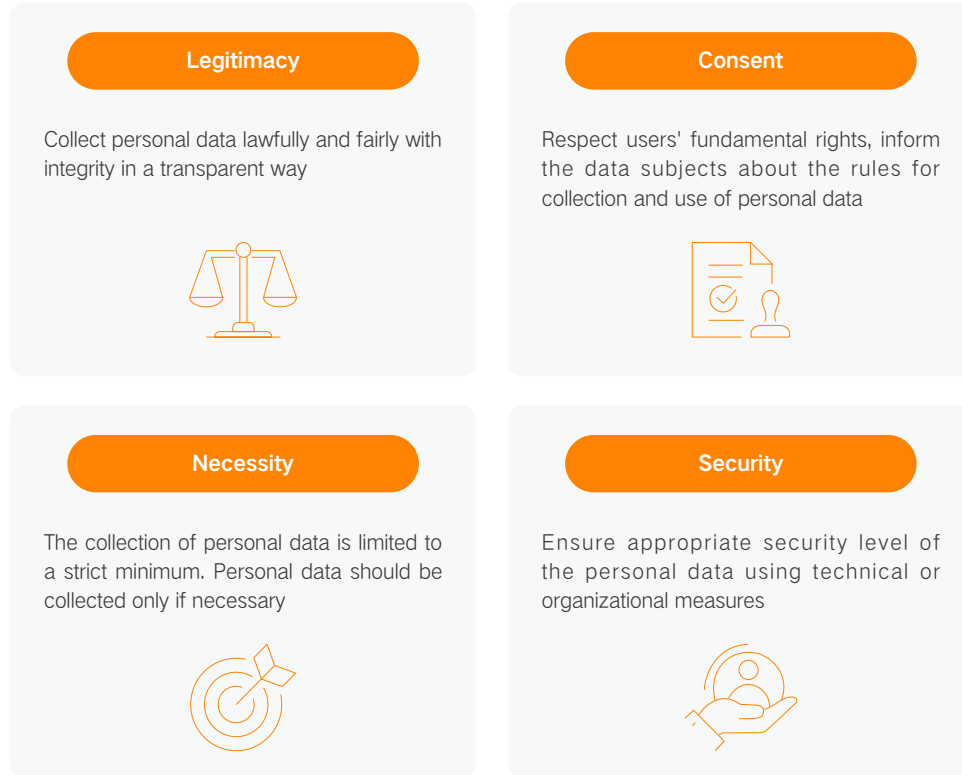 Legitimacy
Collect personal data lawfully and fairly with
integrity in a transparent way
Consent
Respect users' fundamental rights, inform
the data subjects about the rules for
collection and use of personal data
Necessity
The collection of personal data is limited to
a strict minimum. Personal data should be
collected only if necessary
Security
Ensure appropriate security level of
the personal data using technical or
organizational measures